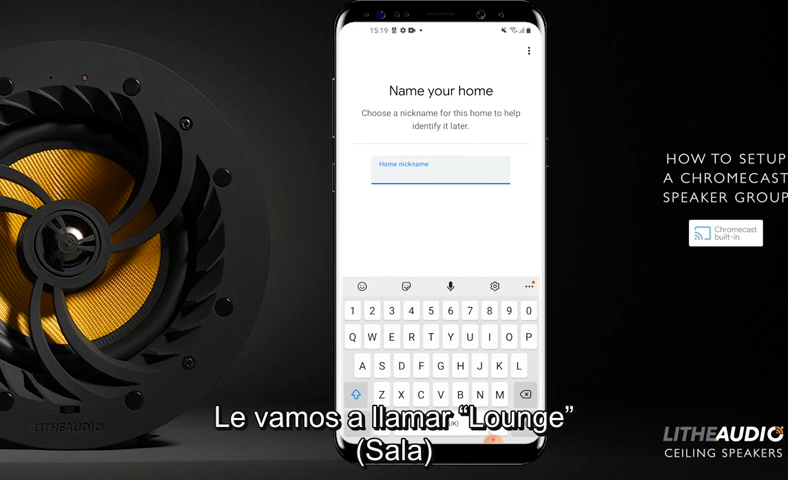 15:19
Name your home
Choose a nickname for this home to help
identify it later.
Home nickname
HOW TO SETUP
A CHROMECAST
SPEAKER GROUP
Chromecast
built-in
1 2 3 4 5 6 7 8 9 0
Q W E R T Y U I O P
A S D F G H J K L
Z X C V B N M
Le vamos a llamar “Lounge”
(Sala)
LITHEAUDIO
LITHEAUDIO
CEILING SPEAKERS